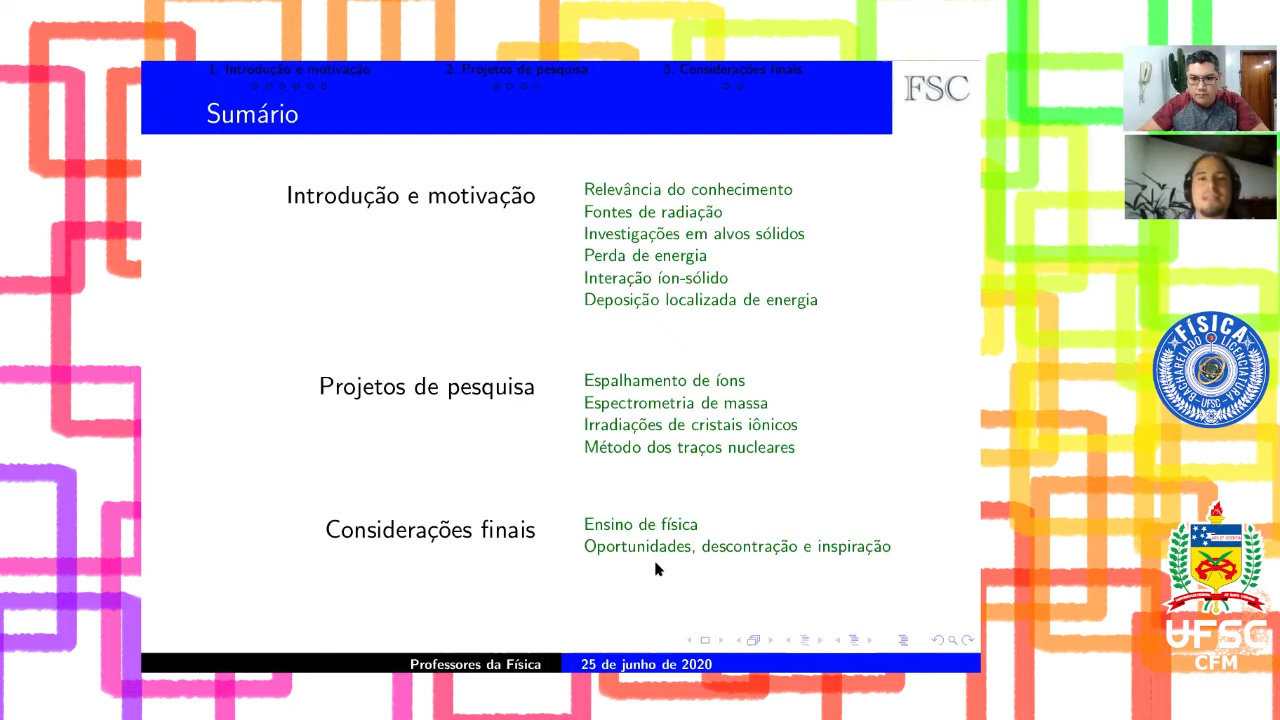 1. Introdução e motivação
2. Projetos de pesquisa
3. Considerações finais
FSC
Sumário
Introdução e motivação
Relevância do conhecimento
Fontes de radiação
Investigações em alvos sólidos
Perda de energia
Interação íon-sólido
Deposição localizada de energia
Projetos de pesquisa
Espalhamento de íons
Espectrometria de massa
Irradiações de cristais iônicos
Método dos traços nucleares
Considerações finais
Ensino de física
Oportunidades, descontração e inspiração
Professores da Física
25 de junho de 2020
FÍSICA
BACHARELADO
LICENCIATURA
UFSC
UFSC
CFM